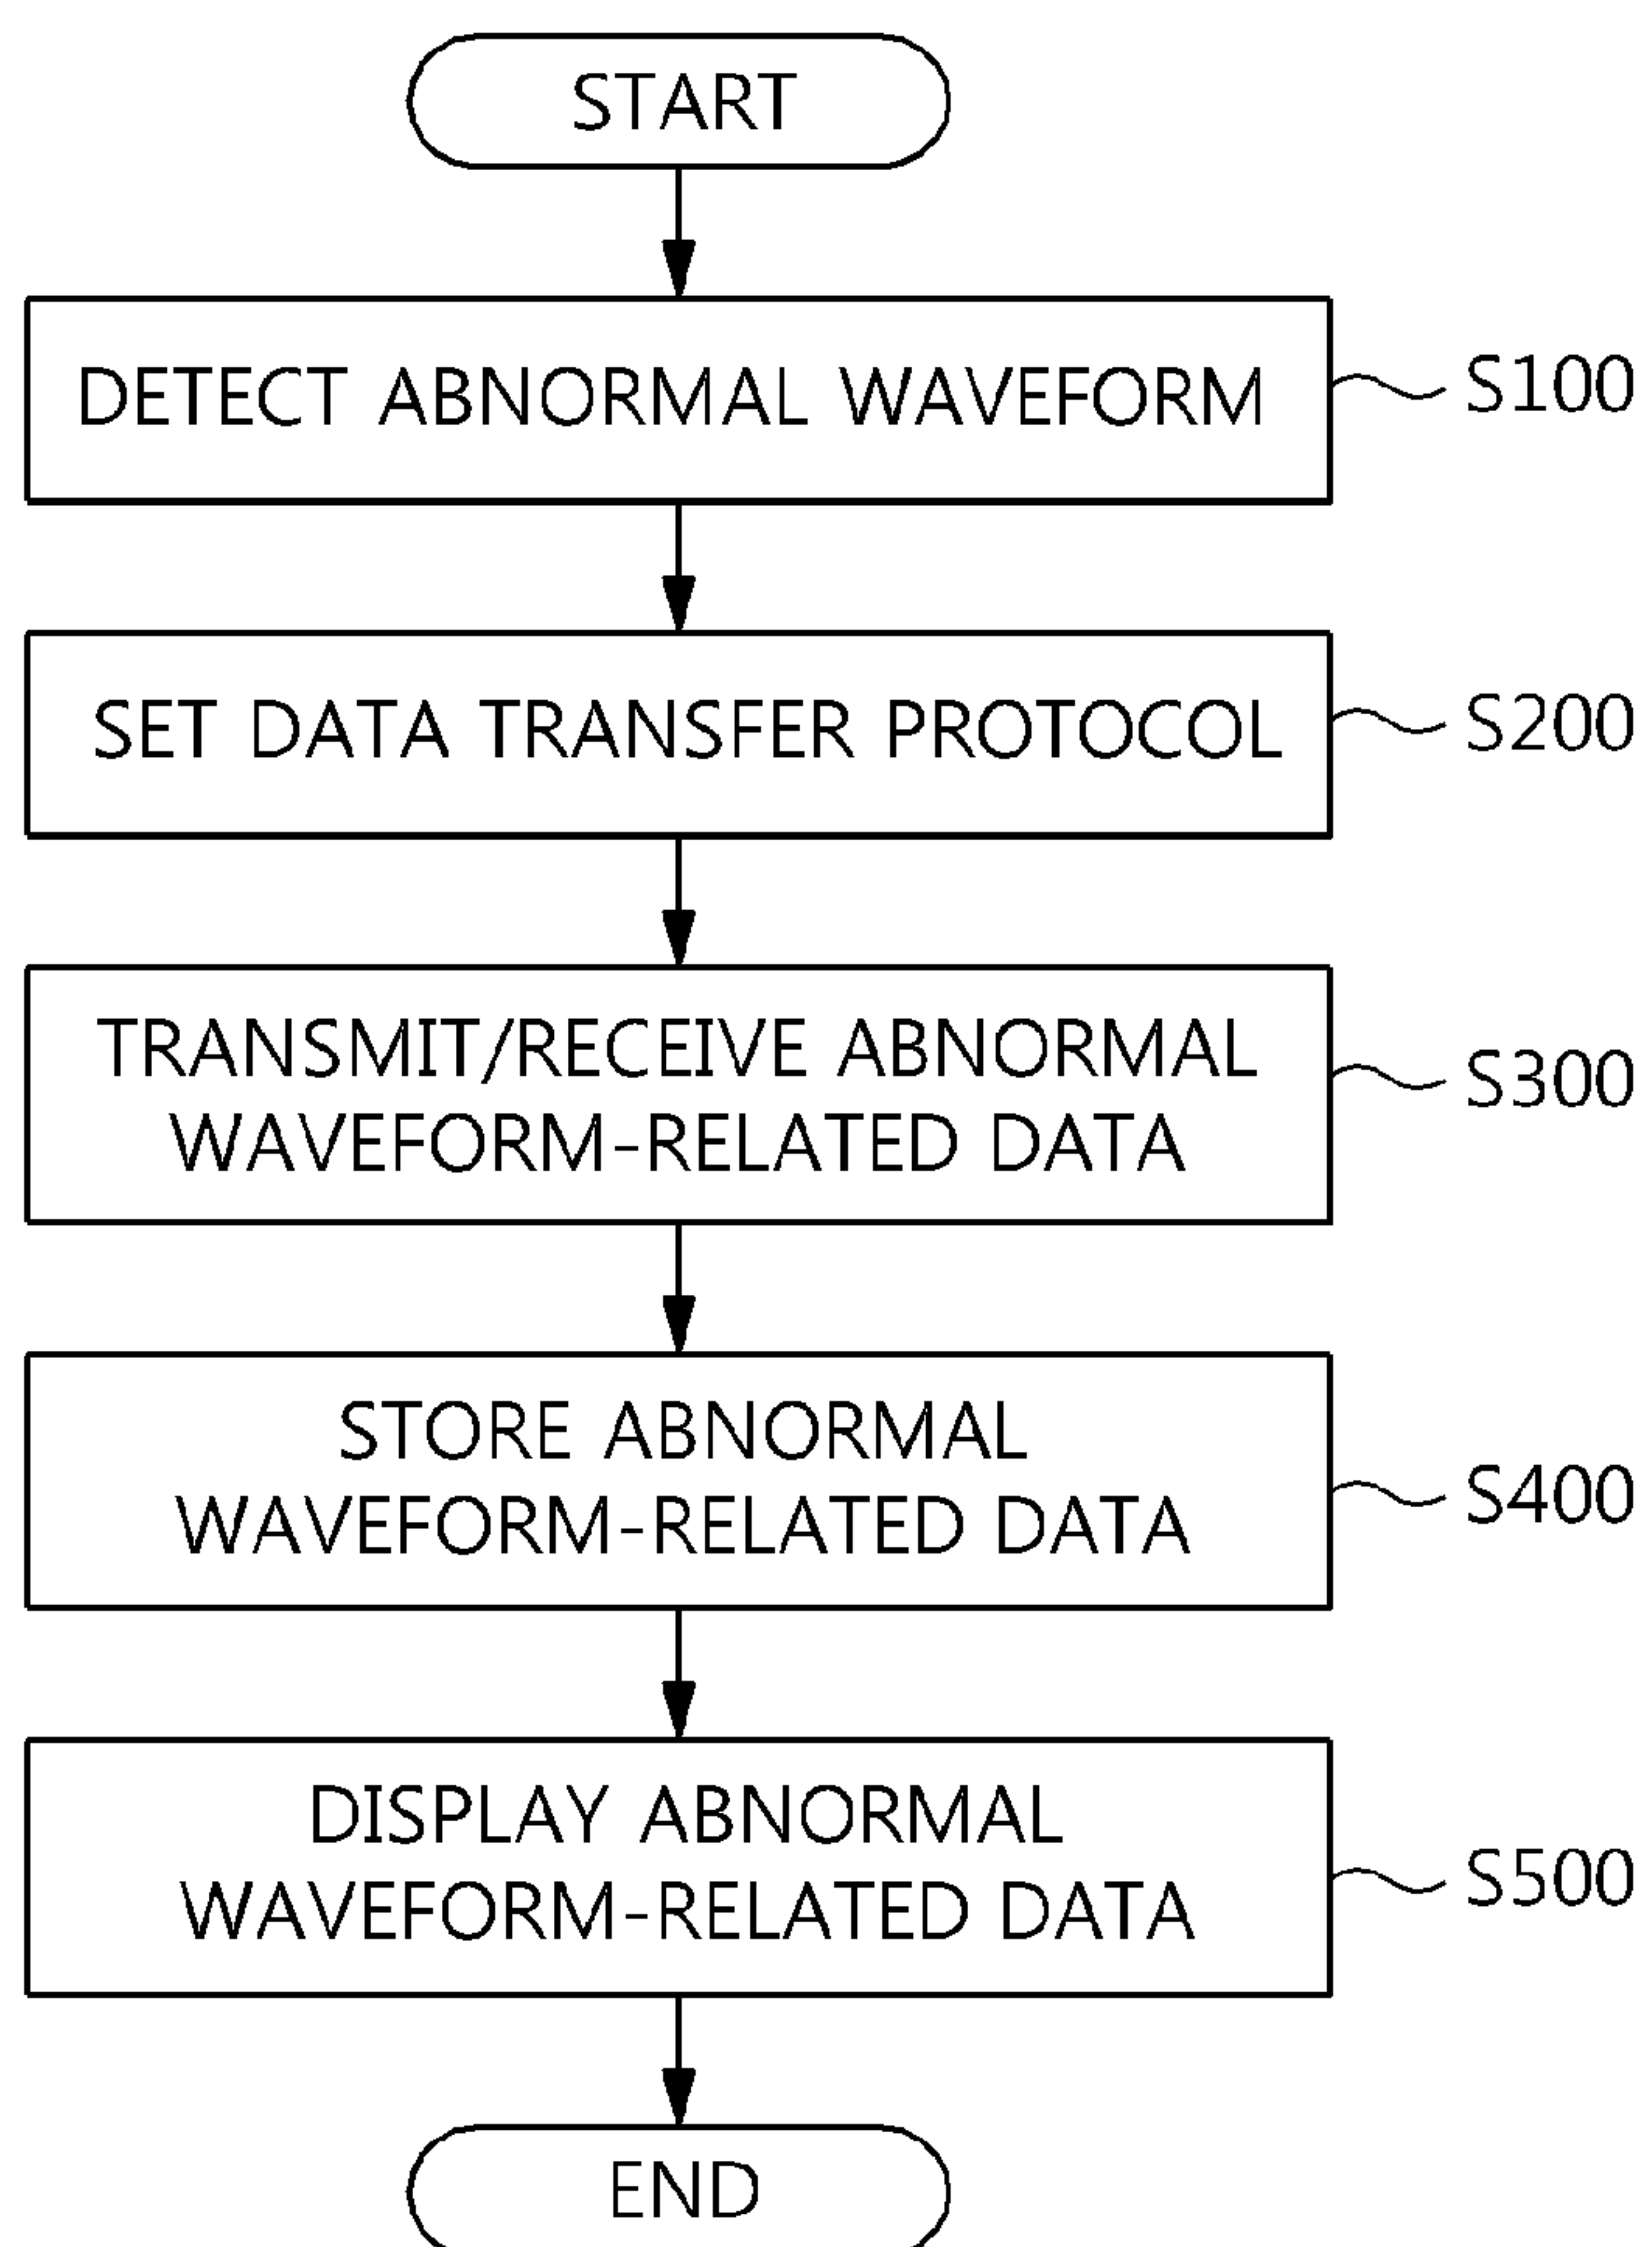 START
DETECT ABNORMAL WAVEFORM
S100
SET DATA TRANSFER PROTOCOL
S200
TRANSMIT/RECEIVE ABNORMAL
WAVEFORM-RELATED DATA
S300
STORE ABNORMAL
WAVEFORM-RELATED DATA
S400
DISPLAY ABNORMAL
WAVEFORM-RELATED DATA
S500
END